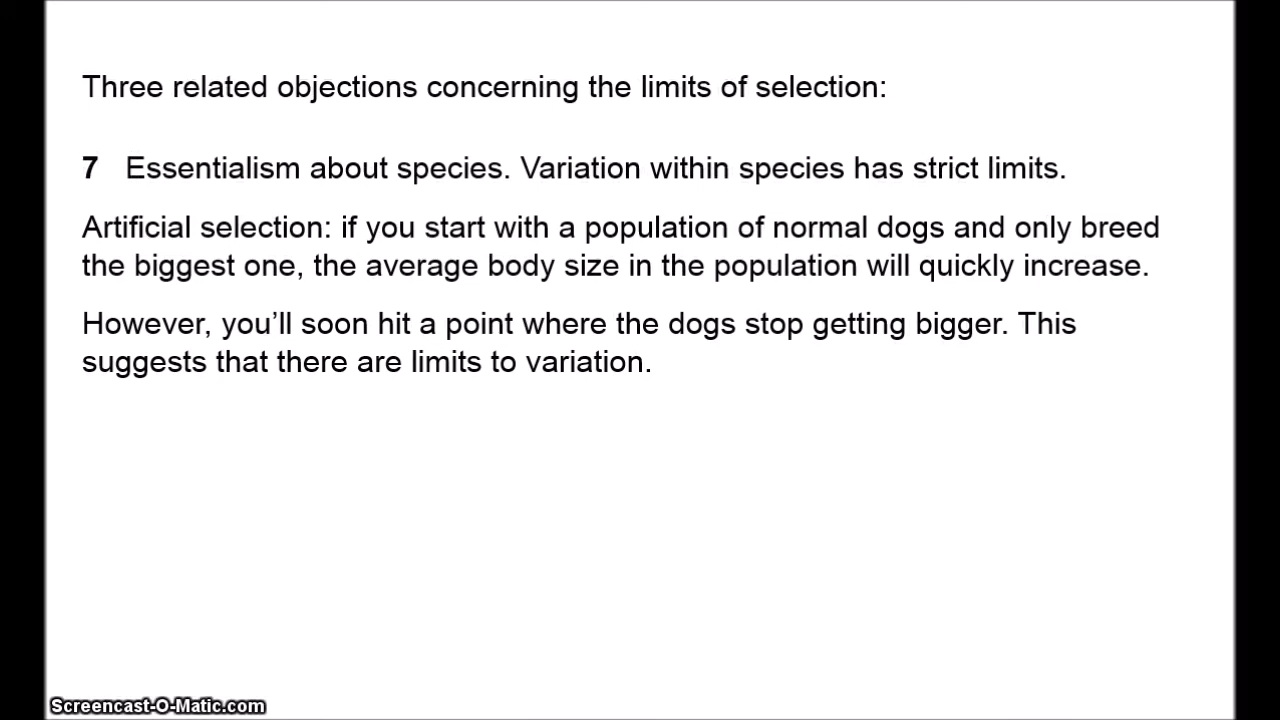 Three related objections concerning the limits of selection:
7 Essentialism about species. Variation within species has strict limits.
Artificial selection: if you start with a population of normal dogs and only breed
the biggest one, the average body size in the population will quickly increase.
However, you’ll soon hit a point where the dogs stop getting bigger. This
suggests that there are limits to variation.
Screencast-O-Matic.com